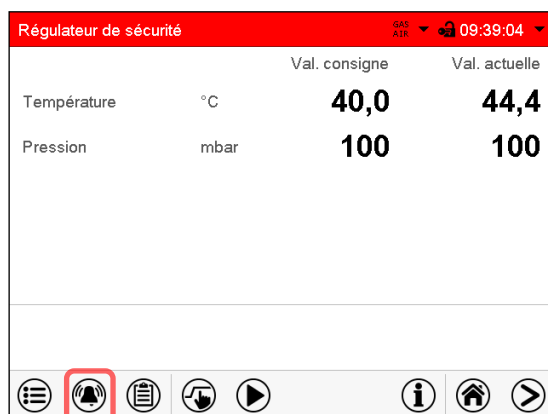 Régulateur de sécurité GAS AIR 09:39:04
Val. consigne Val. actuelle
Température °C 40,0 44,4
Pression mbar 100 100